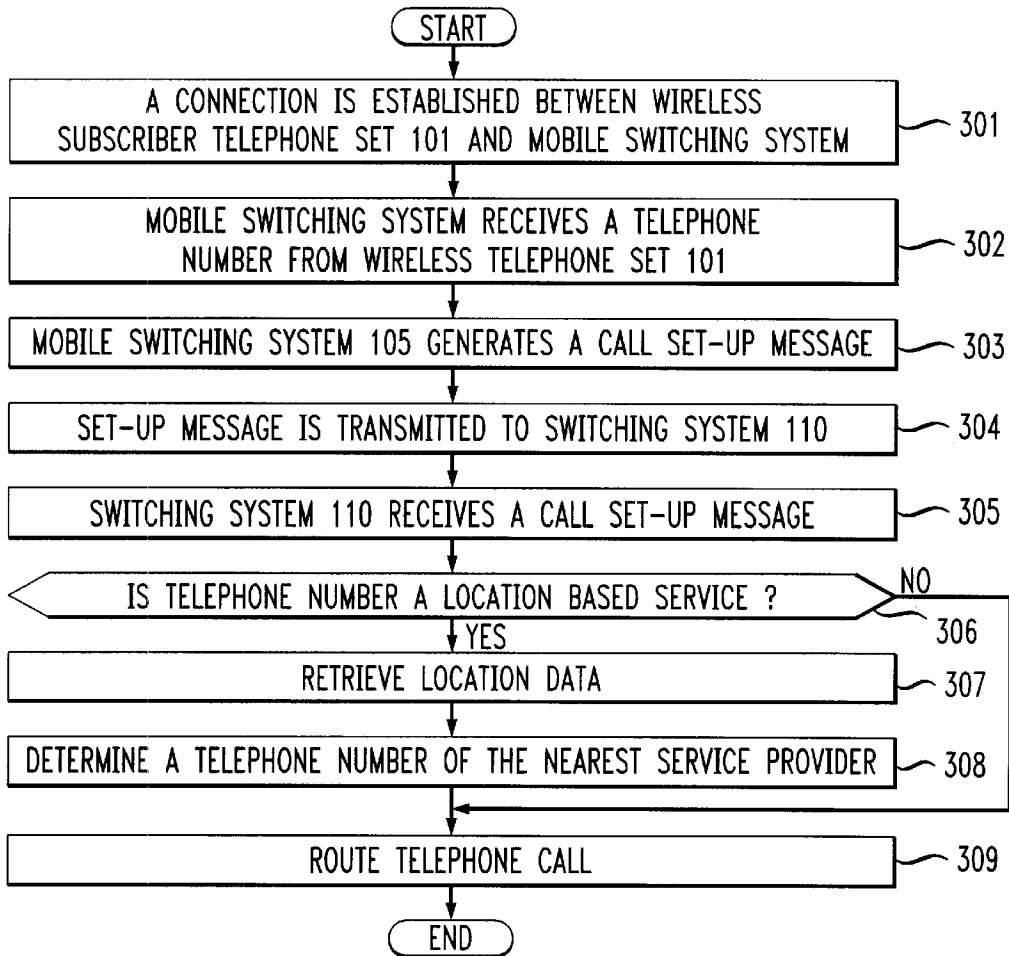 START
A CONNECTION IS ESTABLISHED BETWEEN WIRELESS
SUBSCRIBER TELEPHONE SET 101 AND MOBILE SWITCHING SYSTEM
301
MOBILE SWITCHING SYSTEM RECEIVES A TELEPHONE
NUMBER FROM WIRELESS TELEPHONE SET 101
302
MOBILE SWITCHING SYSTEM 105 GENERATES A CALL SET-UP MESSAGE
303
SET-UP MESSAGE IS TRANSMITTED TO SWITCHING SYSTEM 110
304
SWITCHING SYSTEM 110 RECEIVES A CALL SET-UP MESSAGE
305
IS TELEPHONE NUMBER A LOCATION BASED SERVICE ?
NO
306
YES
RETRIEVE LOCATION DATA
307
DETERMINE A TELEPHONE NUMBER OF THE NEAREST SERVICE PROVIDER
308
ROUTE TELEPHONE CALL
309
END